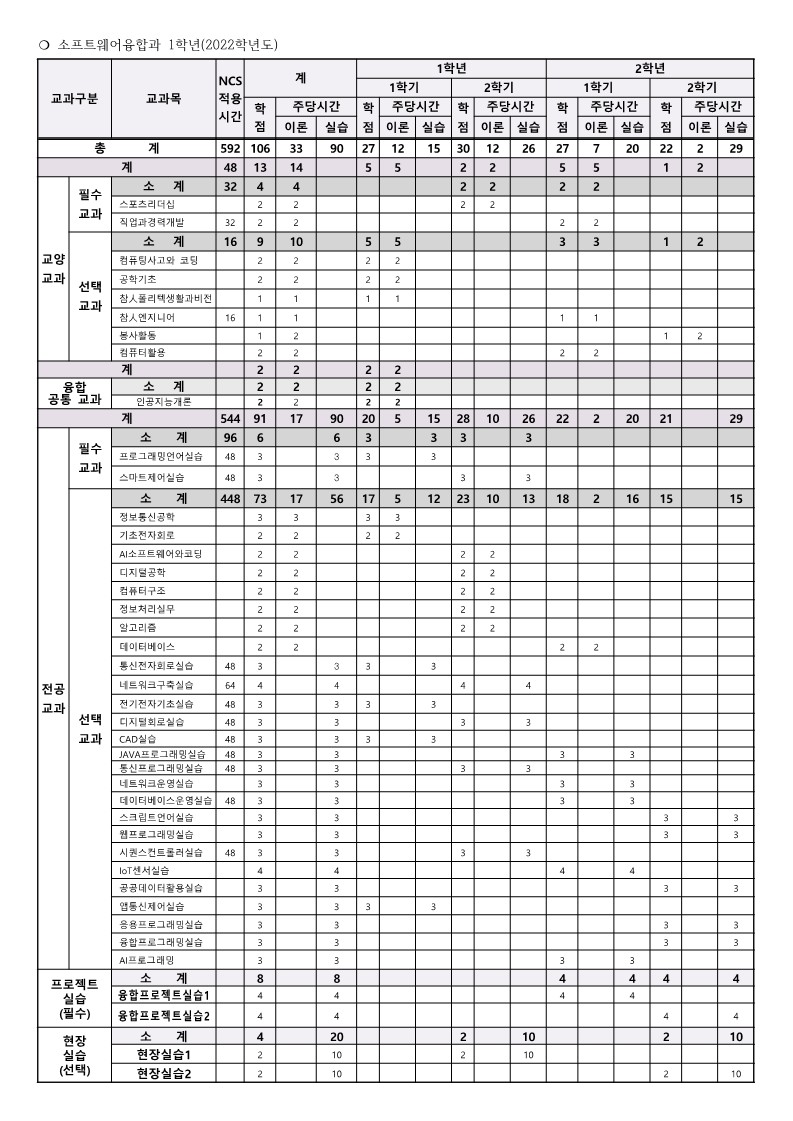 ❍ 소프트웨어융합과 1학년(2022학년도)
교과구분 교과목 NCS 적용 시간 계 1학년 2학년
1학기 2학기 1학기 2학기
학점 주당시간 학점 주당시간 학점 주당시간 학점 주당시간 학점 주당시간
이론 실습 이론 실습 이론 실습 이론 실습 이론 실습
총 계 592 106 33 90 27 12 15 30 12 26 27 7 20 22 2 29
계 48 13 14 5 5 2 2 5 5 1 2
교양 교과
필수 교과
소 계 32 4 4 2 2 2 2
스포츠리더십 2 2 2 2
직업과경력개발 32 2 2 2 2
선택 교과
소 계 16 9 10 5 5 3 3 1 2
컴퓨팅사고와 코딩 2 2 2 2
공학기초 2 2 2 2
참人폴리텍생활과비전 1 1 1 1
참人엔지니어 16 1 1 1 1
봉사활동 1 2 1 2
컴퓨터활용 2 2 2 2
계 2 2 2 2
융합 공통 교과
소 계 2 2 2 2
인공지능개론 2 2 2 2
계 544 91 17 90 20 5 15 28 10 26 22 2 20 21 29
전공 교과
필수 교과
소 계 96 6 6 3 3 3 3
프로그래밍언어실습 48 3 3 3 3
스마트제어실습 48 3 3 3 3
선택 교과
소 계 448 73 17 56 17 5 12 23 10 13 18 2 16 15 15
정보통신공학 3 3 3 3
기초전자회로 2 2 2 2
AI소프트웨어와코딩 2 2 2 2
디지털공학 2 2 2 2
컴퓨터구조 2 2 2 2
정보처리실무 2 2 2 2
알고리즘 2 2 2 2
데이터베이스 2 2 2 2
통신전자회로실습 48 3 3 3 3
네트워크구축실습 64 4 4 4 4
전기전자기초실습 48 3 3 3 3
디지털회로실습 48 3 3 3 3
CAD실습 48 3 3 3 3
JAVA프로그래밍실습 48 3 3 3 3
통신프로그래밍실습 48 3 3 3 3
네트워크운영실습 3 3 3 3
데이터베이스운영실습 48 3 3 3 3
스크립트언어실습 3 3 3 3
웹프로그래밍실습 3 3 3 3
시퀀스컨트롤러실습 48 3 3 3 3
IoT센서실습 4 4 4 4
공공데이터활용실습 3 3 3 3
앱통신제어실습 3 3 3 3
응용프로그래밍실습 3 3 3 3
융합프로그래밍실습 3 3 3 3
AI프로그래밍 3 3 3 3
프로젝트 실습 (필수)
소 계 8 8 4 4 4 4
융합프로젝트실습1 4 4 4 4
융합프로젝트실습2 4 4 4 4
현장 실습 (선택)
소 계 4 20 2 10 2 10
현장실습1 2 10 2 10
현장실습2 2 10 2 10